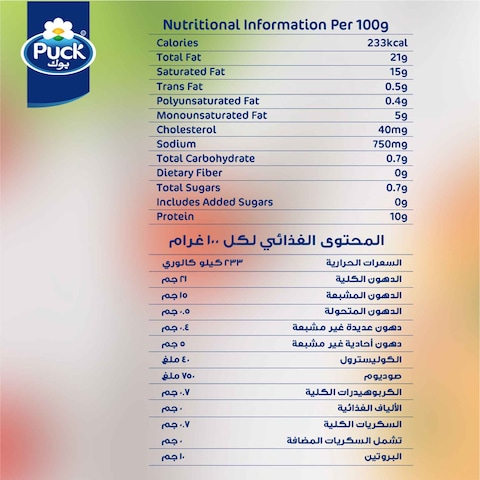 Puck
بوك
Nutritional Information Per 100g
Calories 233kcal
Total Fat 21g
Saturated Fat 15g
Trans Fat 0.5g
Polyunsaturated Fat 0.4g
Monounsaturated Fat 5g
Cholesterol 40mg
Sodium 750mg
Total Carbohydrate 0.7g
Dietary Fiber 0g
Total Sugars 0.7g
Includes Added Sugars 0g
Protein 10g
المحتوى الغذائي لكل ١٠٠ غرام
السعرات الحرارية ٢٣٣ كيلو كالوري
الدهون الكلية ٢١ جم
الدهون المشبعة ١٥ جم
الدهون المتحولة ٠.٥ جم
دهون عديدة غير مشبعة ٠.٤ جم
دهون أحادية غير مشبعة ٥ جم
الكوليسترول ٤٠ ملغ
صوديوم ٧٥٠ ملغ
الكربوهيدرات الكلية ٠.٧ جم
الألياف الغذائية ٠ جم
السكريات الكلية ٠.٧ جم
تشمل السكريات المضافة ٠ جم
البروتين ١٠ جم